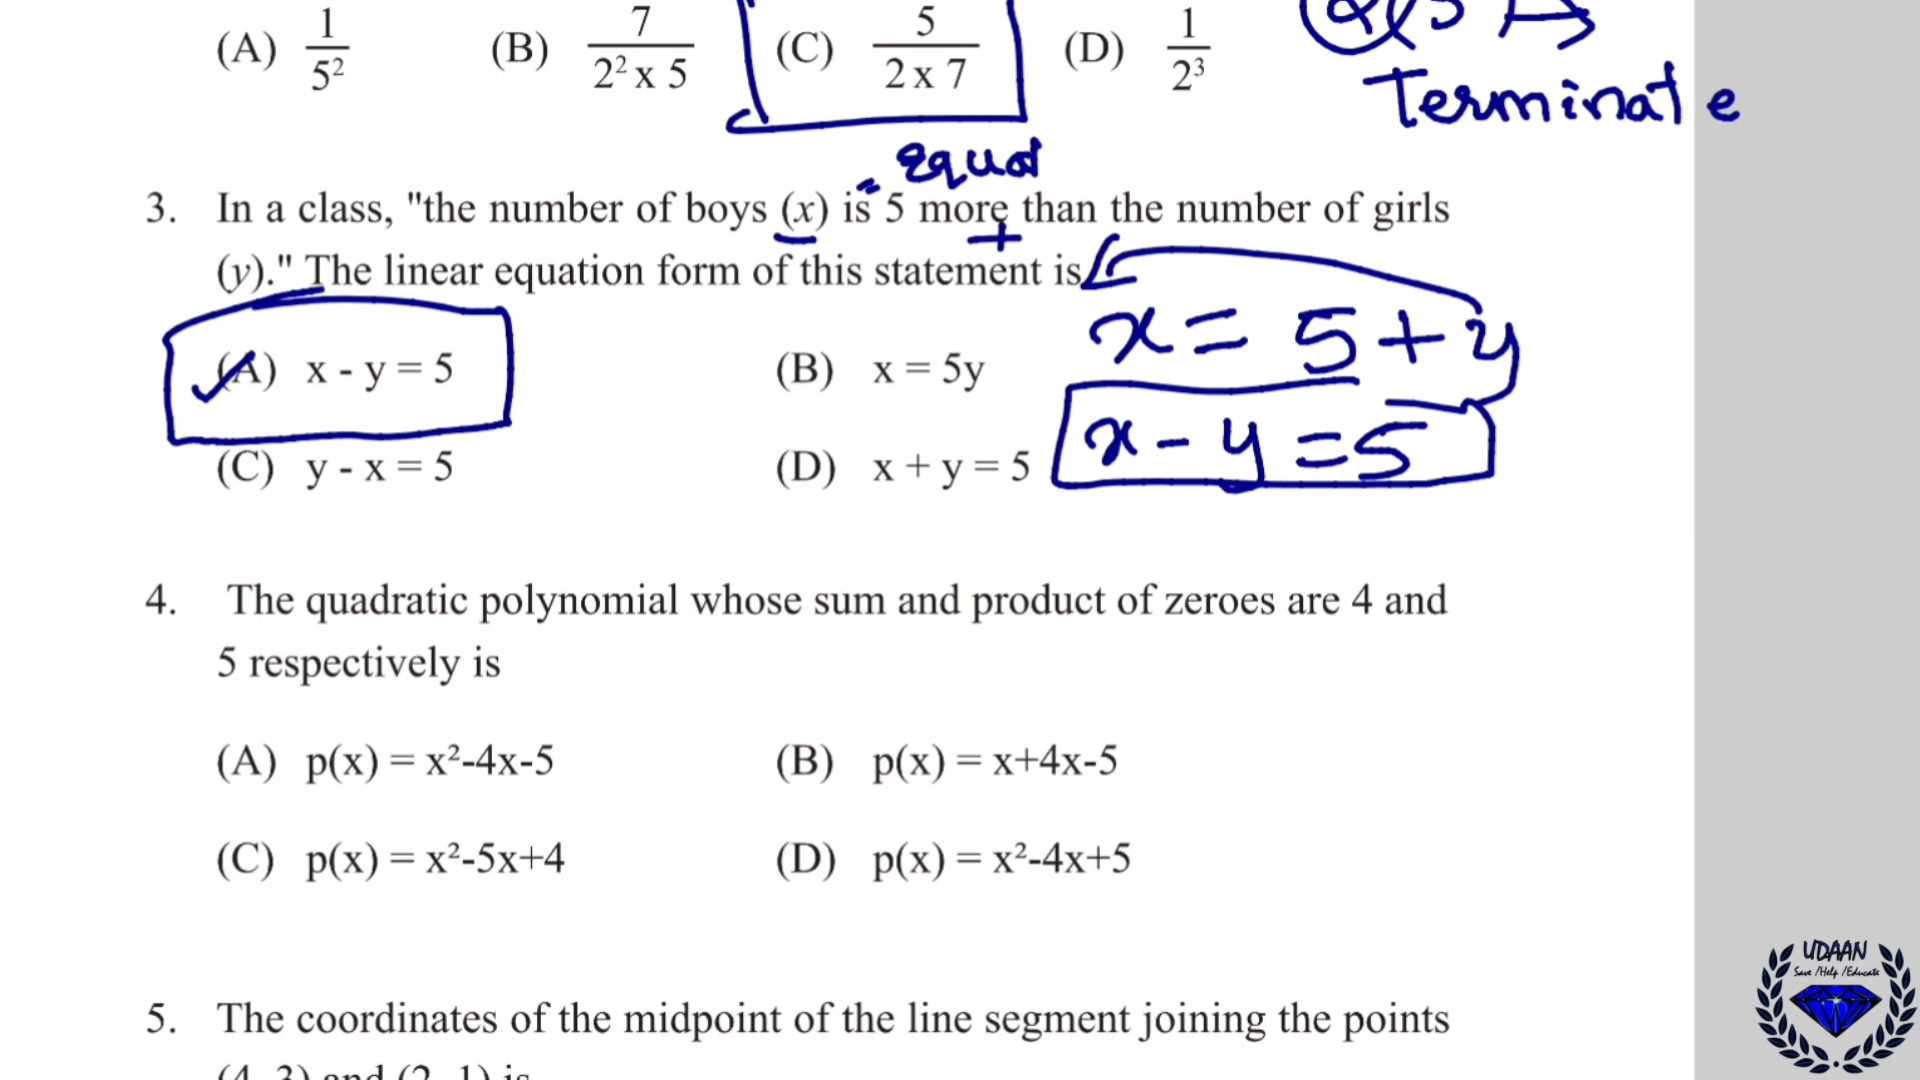 (A) 1/5² (B) 7/2² x 5 (C) 5/2 x 7 (D) 1/2³
Terminate
equal
3. In a class, "the number of boys (x) is = 5 more than the number of girls
+
(y)." The linear equation form of this statement is
x = 5 + y
(A) x - y = 5 (B) x = 5y
x - y = 5
(C) y - x = 5 (D) x + y = 5
4. The quadratic polynomial whose sum and product of zeroes are 4 and
5 respectively is
(A) p(x) = x²-4x-5 (B) p(x) = x+4x-5
(C) p(x) = x²-5x+4 (D) p(x) = x²-4x+5
UDAAN
Save /Help /Educate
5. The coordinates of the midpoint of the line segment joining the points